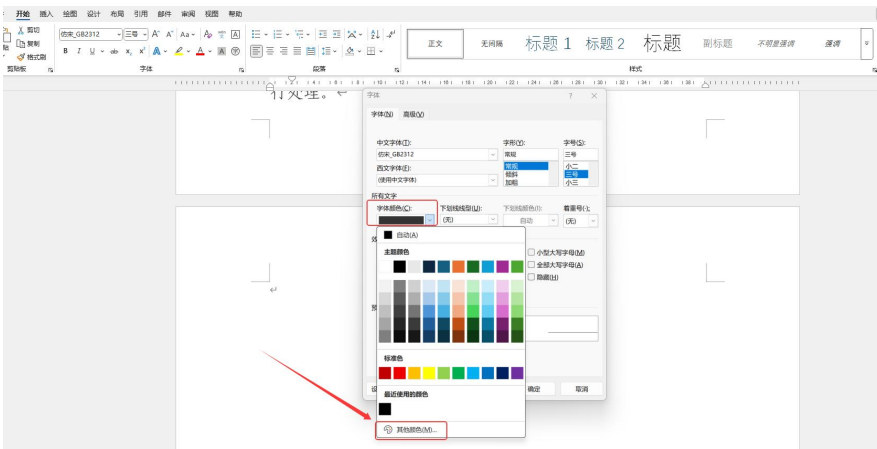 开始 插入 绘图 设计 布局 引用 邮件 审阅 视图 帮助
剪切
复制
格式刷
剪贴板
仿宋_GB2312 三号
字体
段落
正文
无间隔
标题 1
标题 2
标题
副标题
不明显强调
强调
样式
行处理。
字体
字体(N) 高级(V)
中文字体(T): 字形(Y): 字号(S):
仿宋_GB2312 常规 三号
西文字体(F): 常规 小二
(使用中文字体) 倾斜 三号
加粗 小三
所有文字
字体颜色(C): 下划线线型(U): 下划线颜色(I): 着重号(·):
(无) 自动 (无)
自动(A)
主题颜色
小型大写字母(M)
全部大写字母(A)
隐藏(H)
标准色
最近使用的颜色
确定 取消
其他颜色(M)...